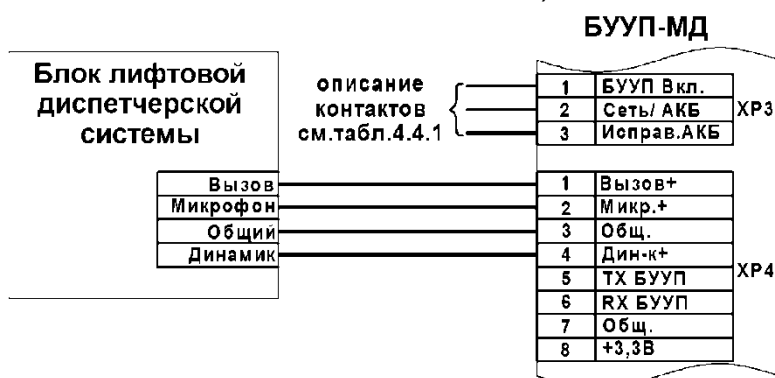 БУУП-МД
Блок лифтовой
диспетчерской
системы
описание
контактов
см.табл.4.4.1
1 БУУП Вкл.
2 Сеть/ АКБ
3 Исправ.АКБ
XP3
Вызов
Микрофон
Общий
Динамик
1 Вызов+
2 Микр.+
3 Общ.
4 Дин-к+
5 TX БУУП
6 RX БУУП
7 Общ.
8 +3,3В
XP4